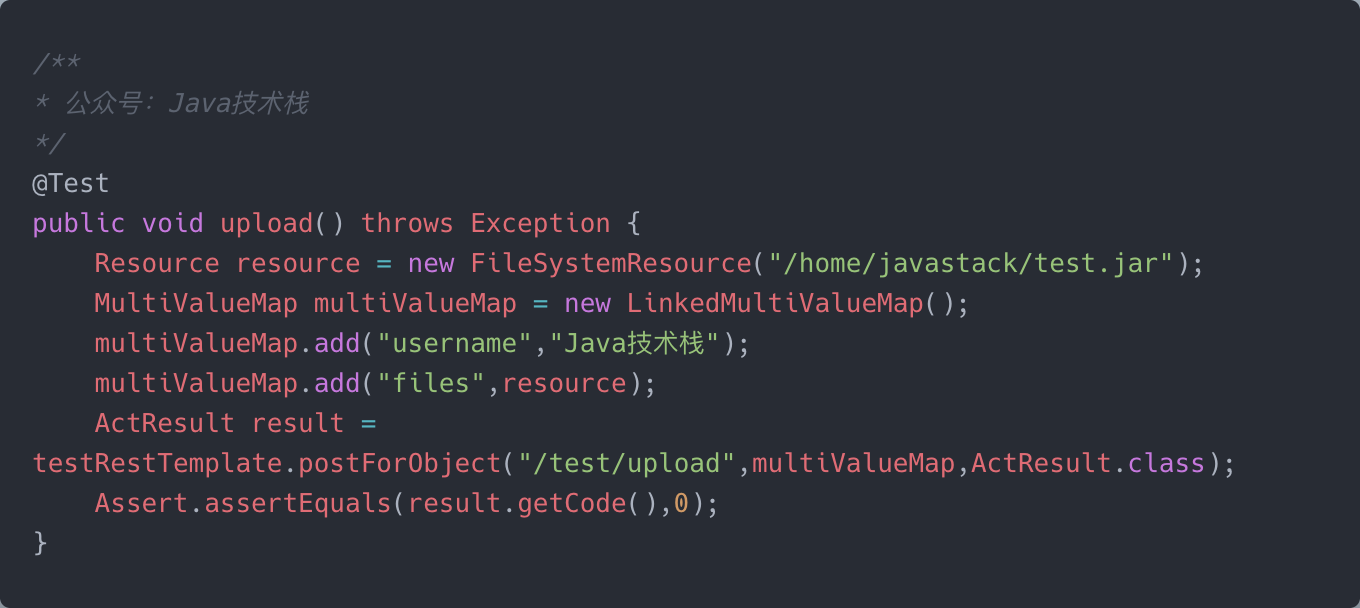 /**
* 公众号：Java技术栈
*/
@Test
public void upload() throws Exception {
    Resource resource = new FileSystemResource("/home/javastack/test.jar");
    MultiValueMap multiValueMap = new LinkedMultiValueMap();
    multiValueMap.add("username","Java技术栈");
    multiValueMap.add("files",resource);
    ActResult result =
testRestTemplate.postForObject("/test/upload",multiValueMap,ActResult.class);
    Assert.assertEquals(result.getCode(),0);
}